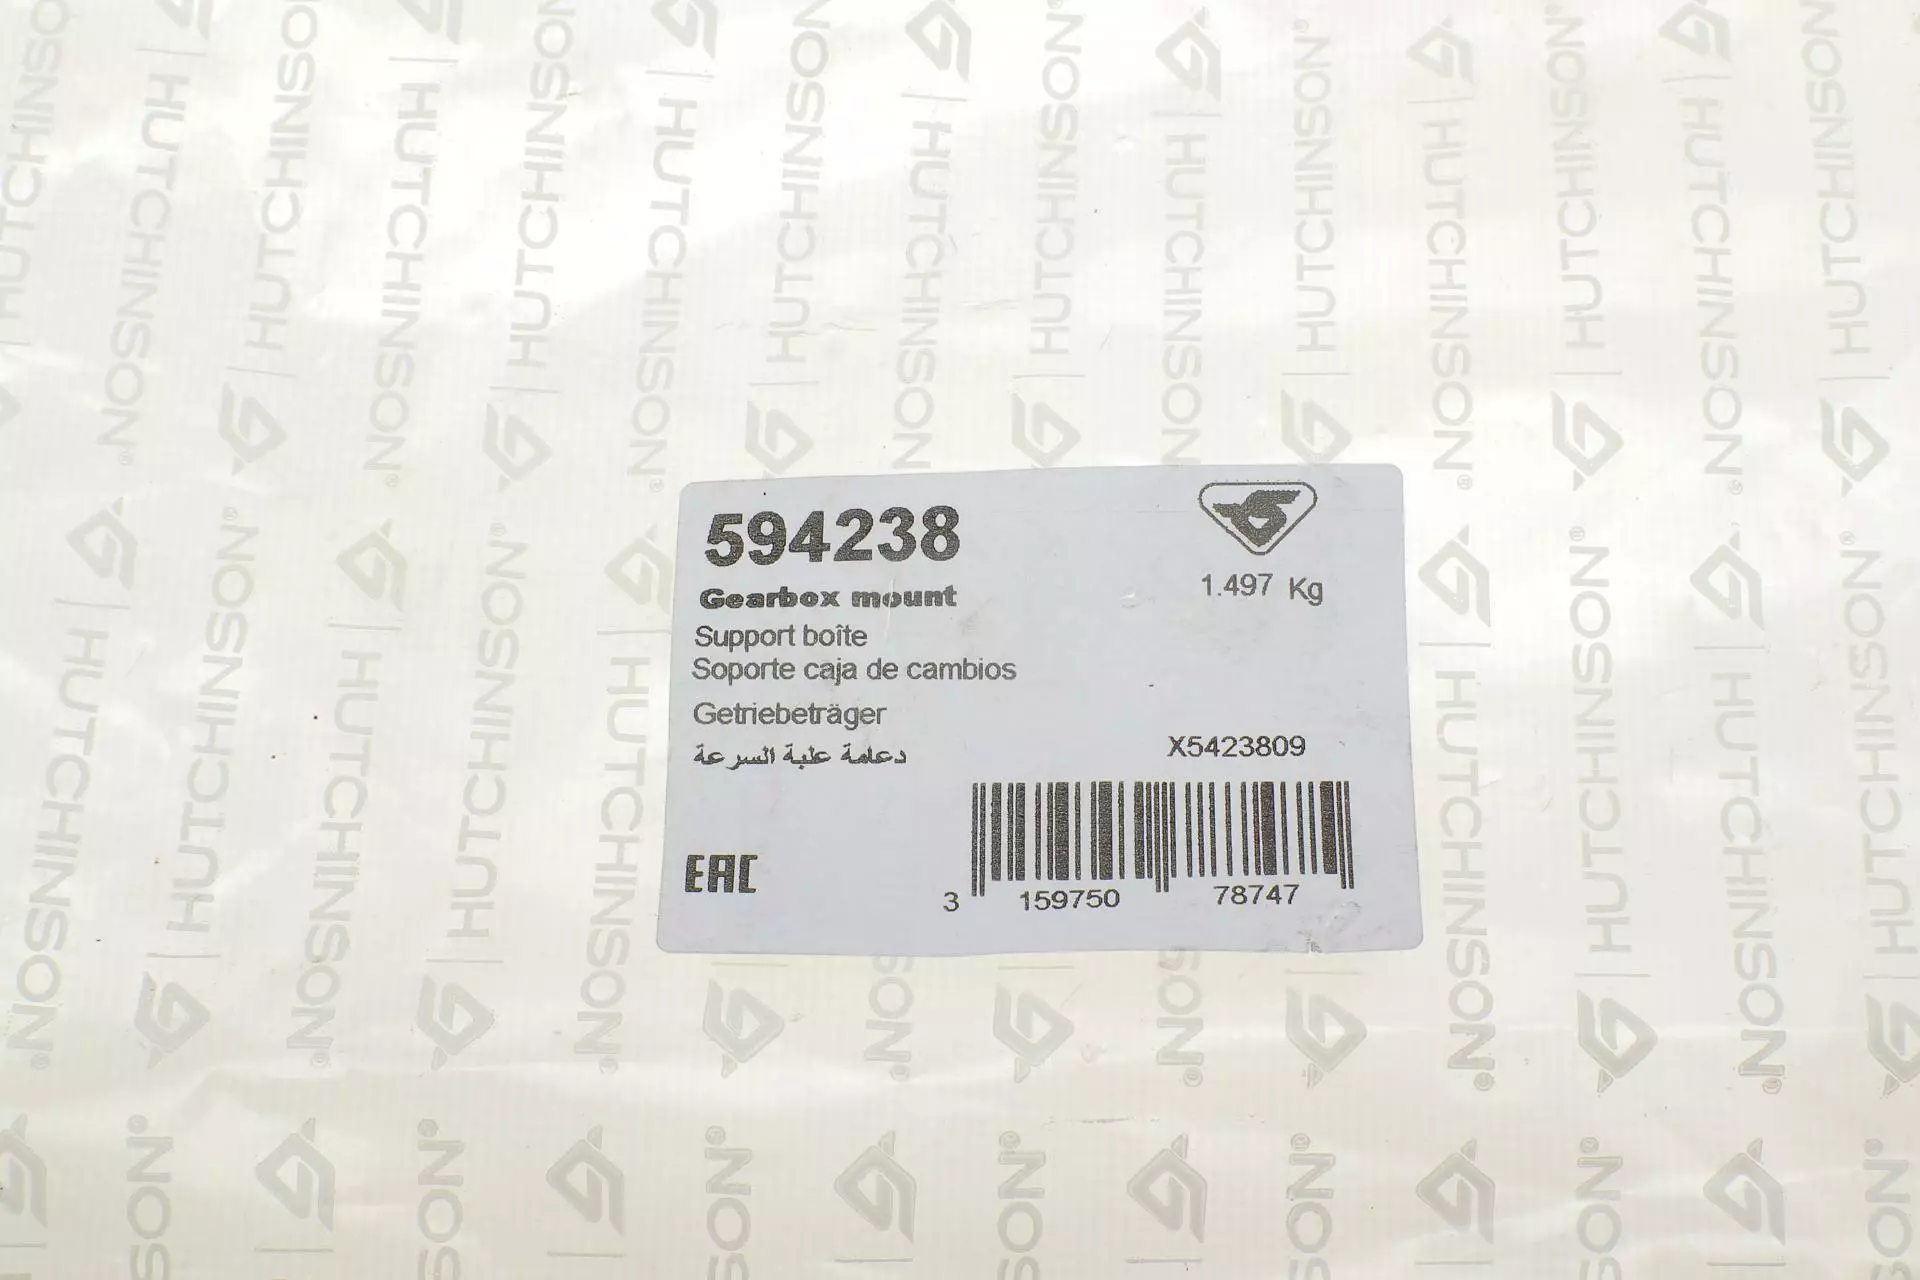 HUTCHINSON®
594238
1.497 Kg
Gearbox mount
Support boîte
Soporte caja de cambios
Getriebeträger
دعامة علبة السرعة
X5423809
EAC
3 159750 78747